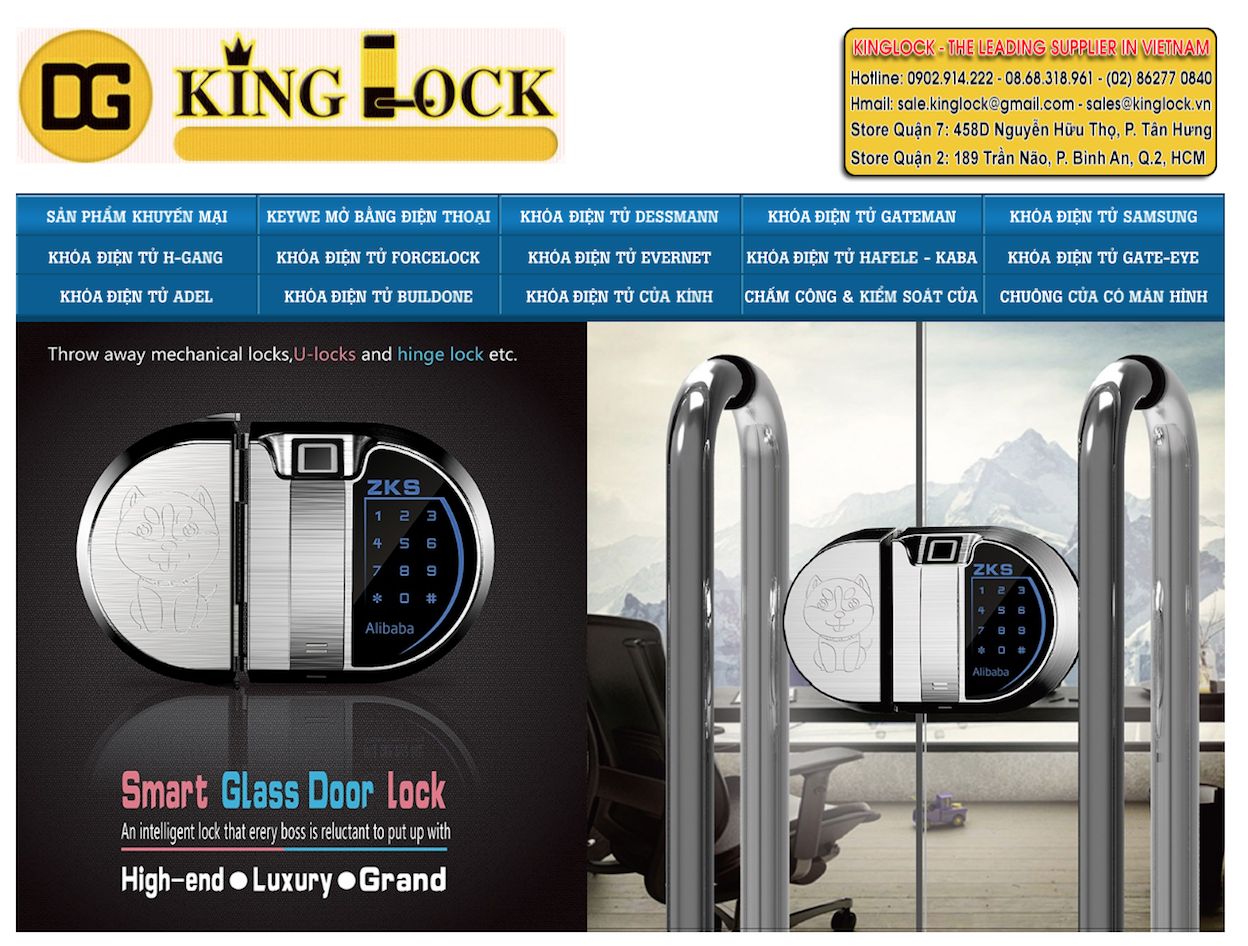 DG
KING LOCK
KINGLOCK - THE LEADING SUPPLIER IN VIETNAM
Hotline: 0902.914.222 - 08.68.318.961 - (02) 86277 0840
Hmail: sale.kinglock@gmail.com - sales@kinglock.vn
Store Quận 7: 458D Nguyễn Hữu Thọ, P. Tân Hưng
Store Quận 2: 189 Trần Não, P. Bình An, Q.2, HCM
SẢN PHẨM KHUYẾN MẠI
KEYWE MỞ BẰNG ĐIỆN THOẠI
KHÓA ĐIỆN TỬ DESSMANN
KHÓA ĐIỆN TỬ GATEMAN
KHÓA ĐIỆN TỬ SAMSUNG
KHÓA ĐIỆN TỬ H-GANG
KHÓA ĐIỆN TỬ FORCELOCK
KHÓA ĐIỆN TỬ EVERNET
KHÓA ĐIỆN TỬ HAFELE - KABA
KHÓA ĐIỆN TỬ GATE-EYE
KHÓA ĐIỆN TỬ ADEL
KHÓA ĐIỆN TỬ BUILDONE
KHÓA ĐIỆN TỬ CỦA KÍNH
CHẤM CÔNG & KIỂM SOÁT CỦA
CHUÔNG CỦA CÓ MÀN HÌNH
Throw away mechanical locks,U-locks and hinge lock etc.
ZKS
1 2 3
4 5 6
7 8 9
* 0 #
Alibaba
Smart Glass Door lock
An intelligent lock that erery boss is reluctant to put up with
High-end ● Luxury ● Grand
ZKS
1 2 3
4 5 6
7 8 9
* 0 #
Alibaba